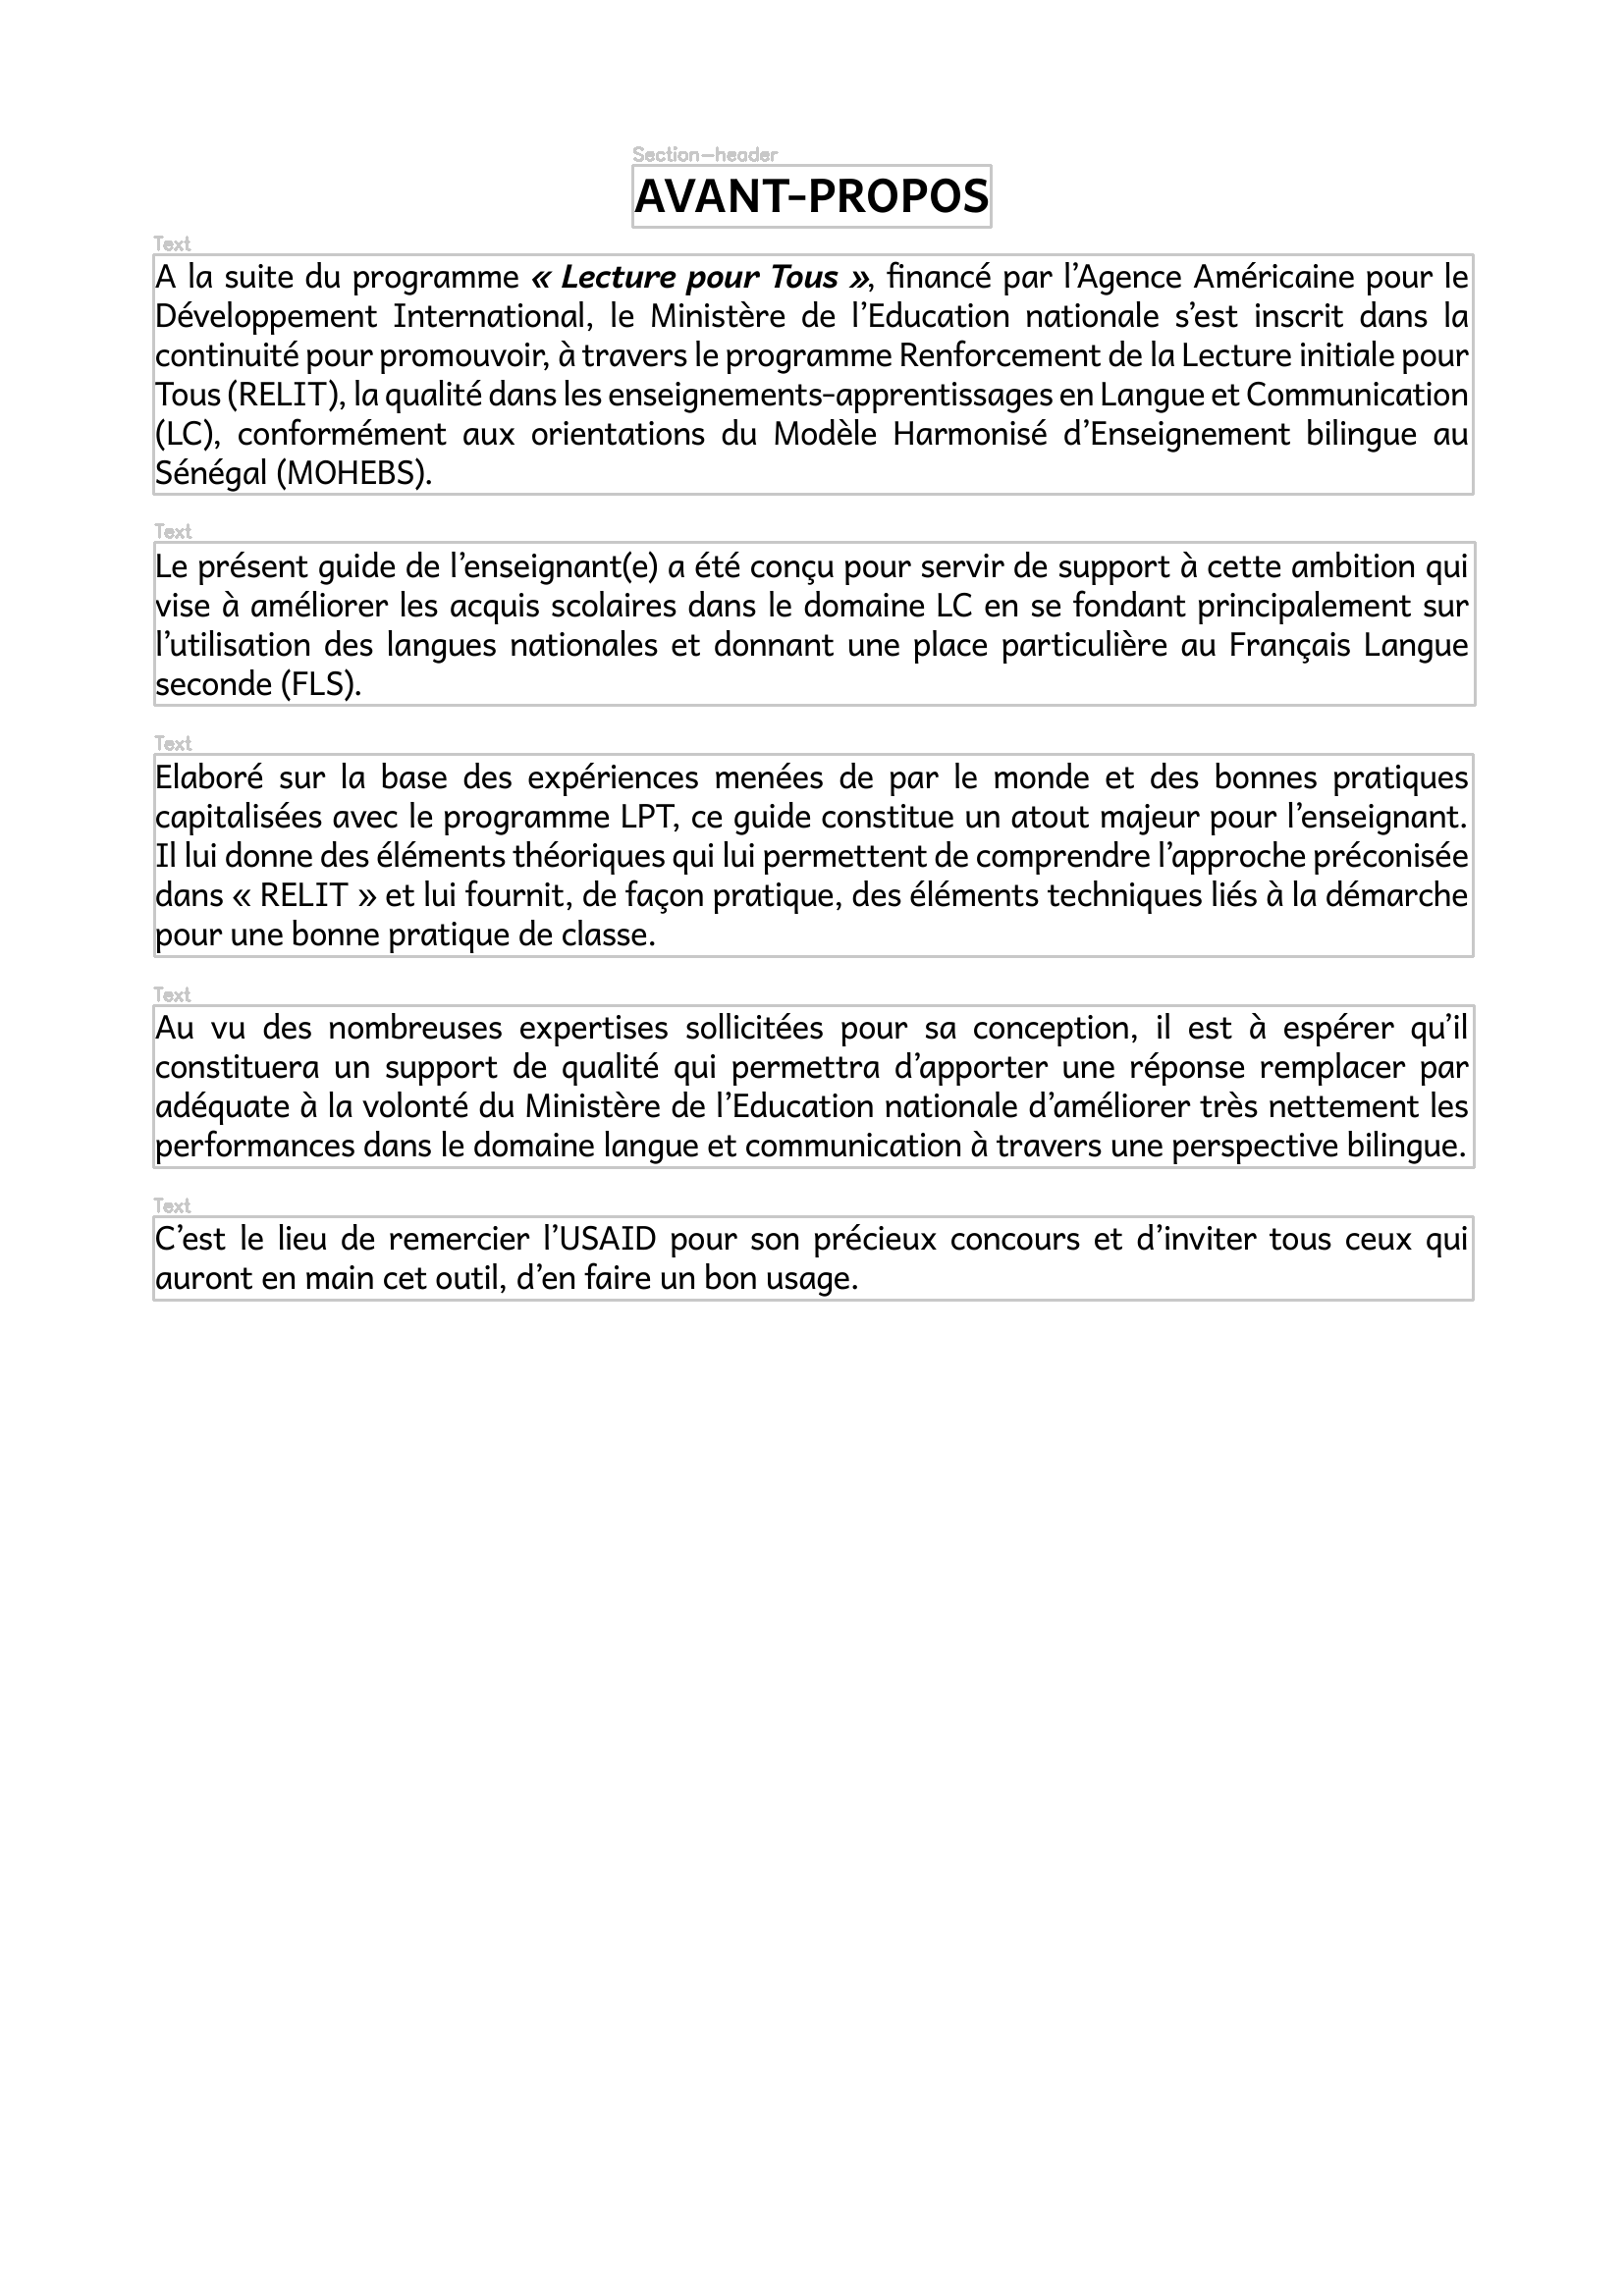 Section-header
AVANT-PROPOS
Text
A la suite du programme « Lecture pour Tous », financé par l’Agence Américaine pour le
Développement International, le Ministère de l’Education nationale s’est inscrit dans la
continuité pour promouvoir, à travers le programme Renforcement de la Lecture initiale pour
Tous (RELIT), la qualité dans les enseignements-apprentissages en Langue et Communication
(LC), conformément aux orientations du Modèle Harmonisé d’Enseignement bilingue au
Sénégal (MOHEBS).
Text
Le présent guide de l’enseignant(e) a été conçu pour servir de support à cette ambition qui
vise à améliorer les acquis scolaires dans le domaine LC en se fondant principalement sur
l’utilisation des langues nationales et donnant une place particulière au Français Langue
seconde (FLS).
Text
Elaboré sur la base des expériences menées de par le monde et des bonnes pratiques
capitalisées avec le programme LPT, ce guide constitue un atout majeur pour l’enseignant.
Il lui donne des éléments théoriques qui lui permettent de comprendre l’approche préconisée
dans « RELIT » et lui fournit, de façon pratique, des éléments techniques liés à la démarche
pour une bonne pratique de classe.
Text
Au vu des nombreuses expertises sollicitées pour sa conception, il est à espérer qu’il
constituera un support de qualité qui permettra d’apporter une réponse remplacer par
adéquate à la volonté du Ministère de l’Education nationale d’améliorer très nettement les
performances dans le domaine langue et communication à travers une perspective bilingue.
Text
C’est le lieu de remercier l’USAID pour son précieux concours et d’inviter tous ceux qui
auront en main cet outil, d’en faire un bon usage.